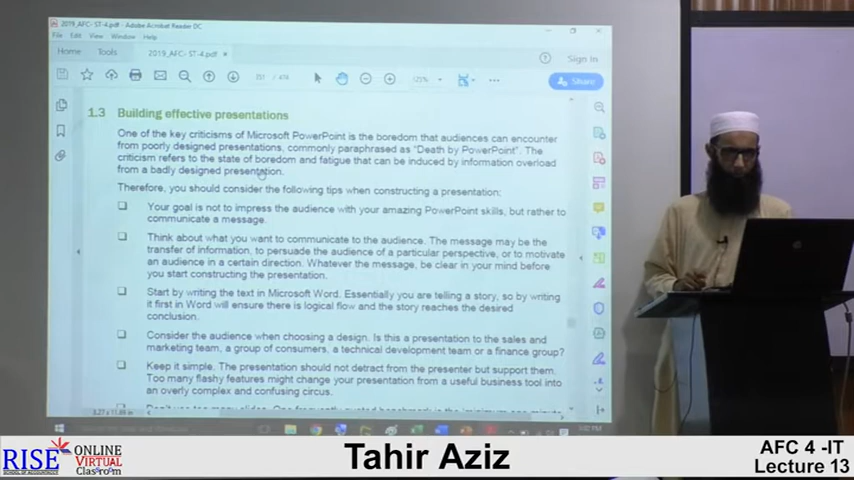 2019_AFC- ST-4.pdf - Adobe Acrobat Reader DC
File Edit View Window Help
Home Tools 2019_AFC- ST-4.pdf × Sign In
/ 125% Share
1.3 Building effective presentations
One of the key criticisms of Microsoft PowerPoint is the boredom that audiences can encounter
from poorly designed presentations, commonly paraphrased as "Death by PowerPoint". The
criticism refers to the state of boredom and fatigue that can be induced by information overload
from a badly designed presentation.
Therefore, you should consider the following tips when constructing a presentation:
Your goal is not to impress the audience with your amazing PowerPoint skills, but rather to
communicate a message.
Think about what you want to communicate to the audience. The message may be the
transfer of information, to persuade the audience of a particular perspective, or to motivate
an audience in a certain direction. Whatever the message, be clear in your mind before
you start constructing the presentation.
Start by writing the text in Microsoft Word. Essentially you are telling a story, so by writing
it first in Word will ensure there is logical flow and the story reaches the desired
conclusion.
Consider the audience when choosing a design. Is this a presentation to the sales and
marketing team, a group of consumers, a technical development team or a finance group?
Keep it simple. The presentation should not detract from the presenter but support them.
Too many flashy features might change your presentation from a useful business tool into
an overly complex and confusing circus.
hp
RISE
SCHOOL OF ACCOUNTANCY
ONLINE
VIRTUAL
Classroom
Tahir Aziz
AFC 4 -IT
Lecture 13